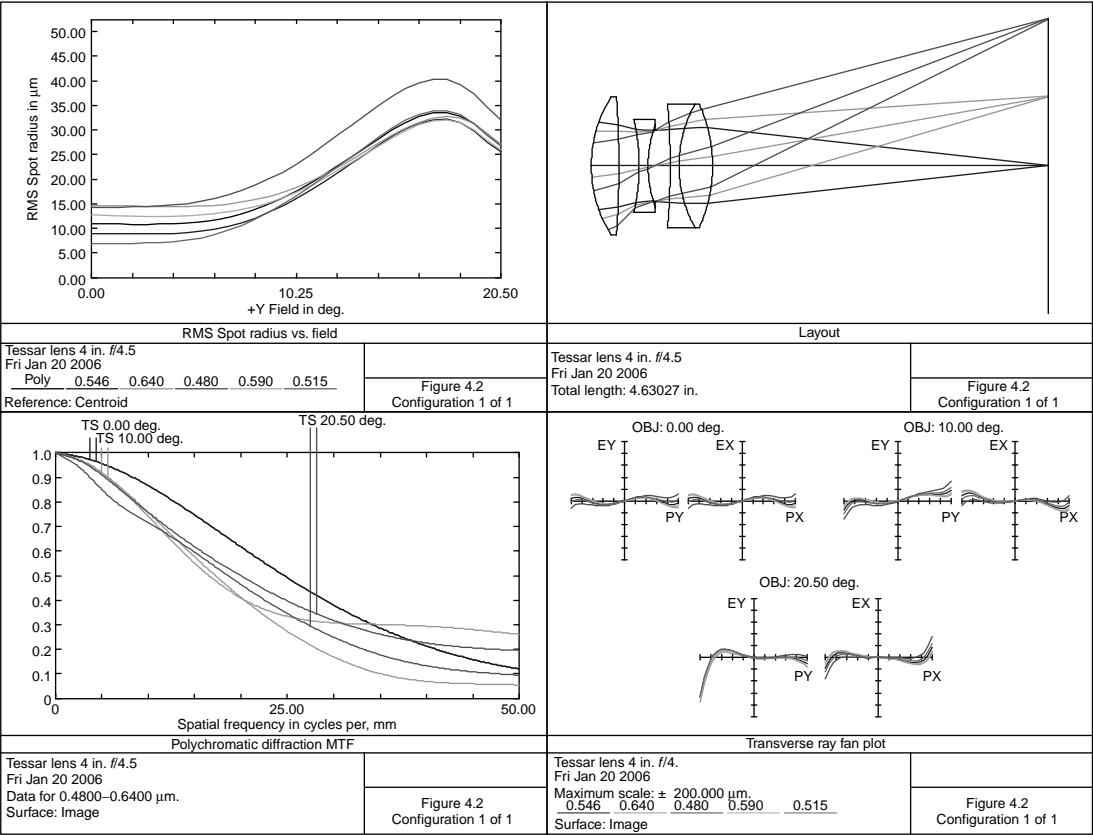 50.00
45.00
40.00
35.00
30.00
25.00
20.00
15.00
10.00
5.00
0.00
RMS Spot radius in μm
0.00 10.25 20.50
+Y Field in deg.
RMS Spot radius vs. field
Tessar lens 4 in. f/4.5
Fri Jan 20 2006
Poly 0.546 0.640 0.480 0.590 0.515
Reference: Centroid
Figure 4.2
Configuration 1 of 1
Layout
Tessar lens 4 in. f/4.5
Fri Jan 20 2006
Total length: 4.63027 in.
Figure 4.2
Configuration 1 of 1
TS 0.00 deg.
TS 10.00 deg.
TS 20.50 deg.
1.0
0.9
0.8
0.7
0.6
0.5
0.4
0.3
0.2
0.1
0
0 25.00 50.00
Spatial frequency in cycles per, mm
Polychromatic diffraction MTF
Tessar lens 4 in. f/4.5
Fri Jan 20 2006
Data for 0.4800–0.6400 μm.
Surface: Image
Figure 4.2
Configuration 1 of 1
OBJ: 0.00 deg.
EY EX
PY PX
OBJ: 10.00 deg.
EY EX
PY PX
OBJ: 20.50 deg.
EY EX
PY PX
Transverse ray fan plot
Tessar lens 4 in. f/4.
Fri Jan 20 2006
Maximum scale: ± 200.000 μm.
0.546 0.640 0.480 0.590 0.515
Surface: Image
Figure 4.2
Configuration 1 of 1